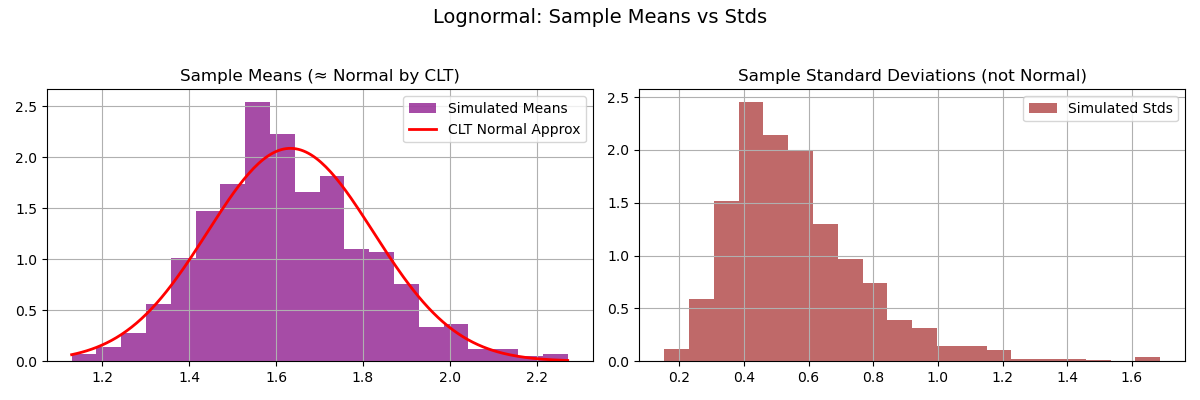 Lognormal: Sample Means vs Stds
Sample Means (≈ Normal by CLT)
Simulated Means
CLT Normal Approx
2.5
2.0
1.5
1.0
0.5
0.0
1.2 1.4 1.6 1.8 2.0 2.2
Sample Standard Deviations (not Normal)
Simulated Stds
2.5
2.0
1.5
1.0
0.5
0.0
0.2 0.4 0.6 0.8 1.0 1.2 1.4 1.6